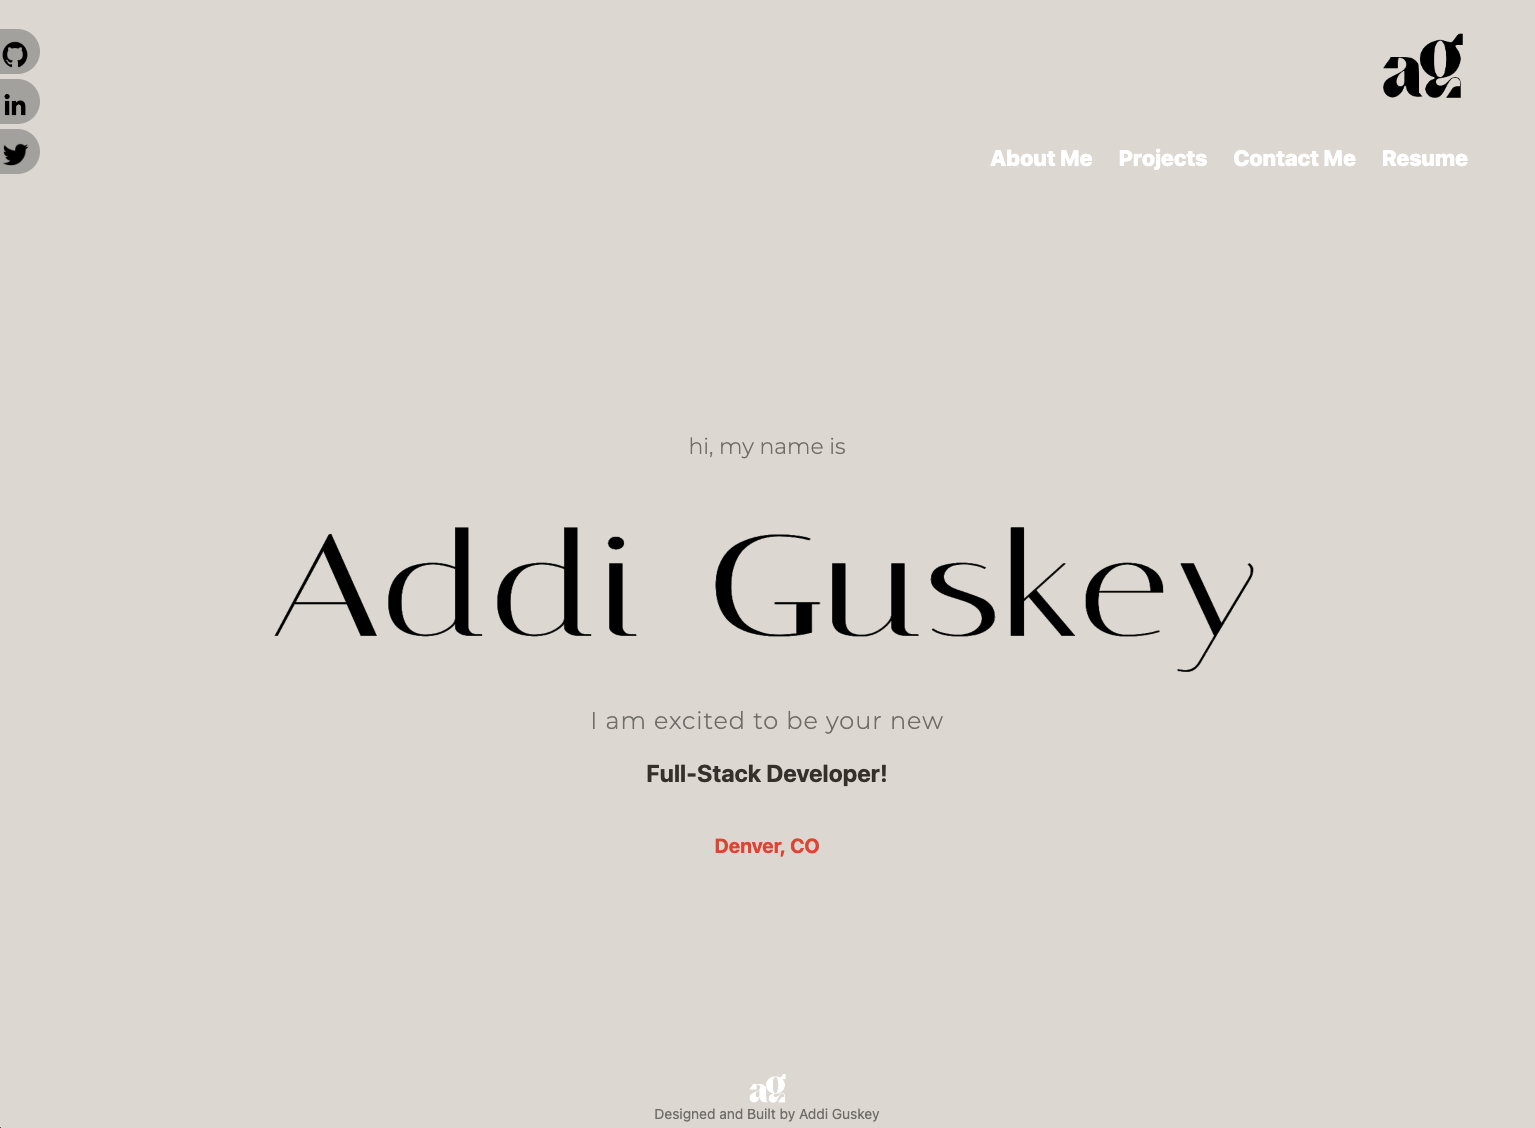 in
ag
About Me Projects Contact Me Resume
hi, my name is
Addi Guskey
I am excited to be your new
Full-Stack Developer!
Denver, CO
ag
Designed and Built by Addi Guskey